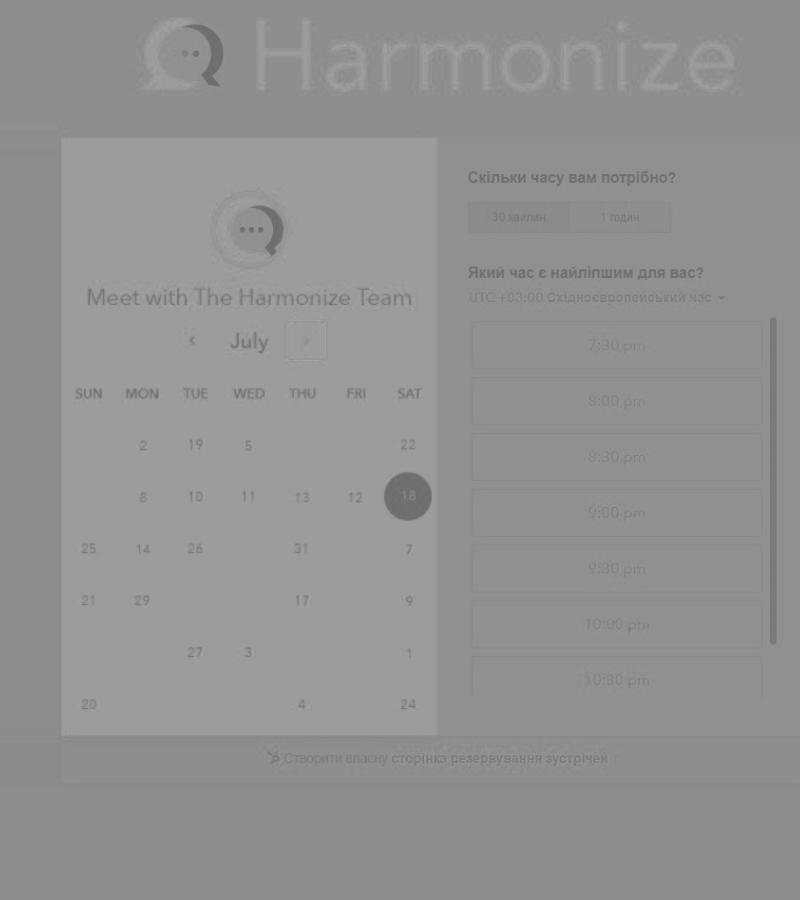 Harmonize
Meet with The Harmonize Team
July
SUN MON TUE WED THU FRI SAT
2 19 5 22
8 10 11 13 12 18
25 14 26 31 7
21 29 17 9
27 3 1
20 4 24
Скільки часу вам потрібно?
30 хвилин 1 годин
Який час є найліпшим для вас?
UTC +03:00 Східноєвропейський час
7:30 pm
8:00 pm
8:30 pm
9:00 pm
9:30 pm
10:00 pm
10:30 pm
Створити власну сторінка резервування зустрічей